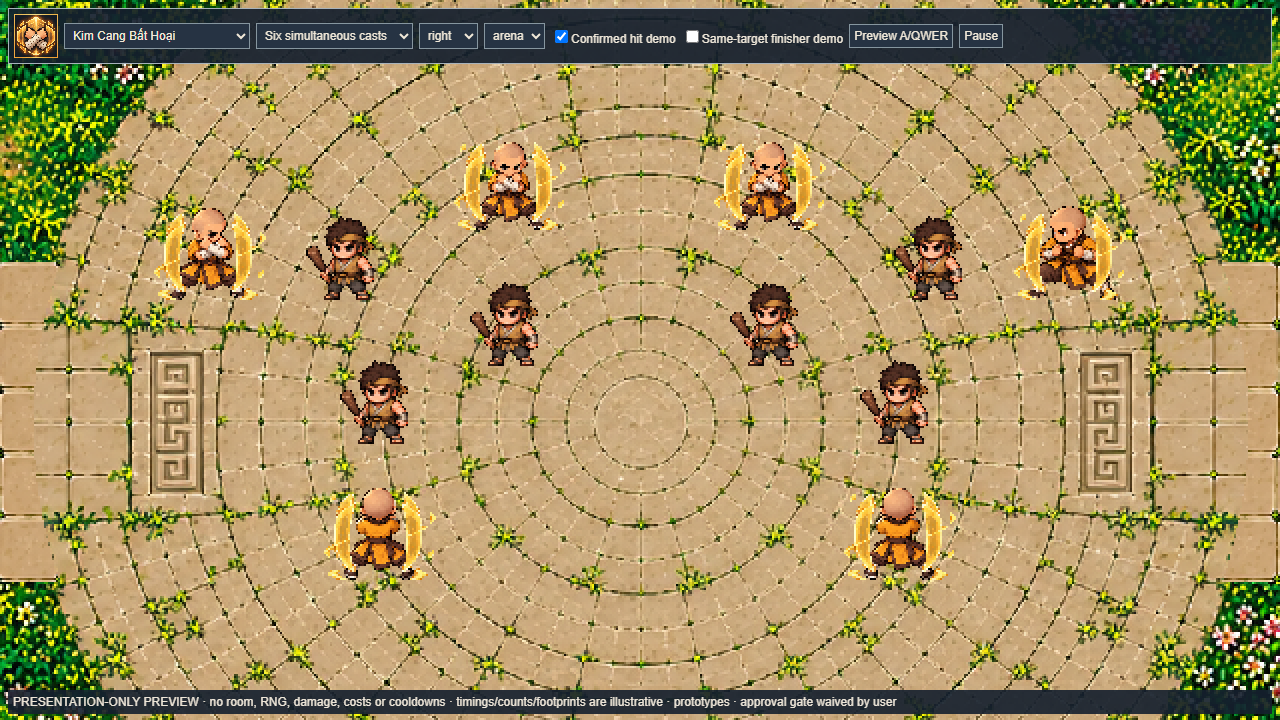 Kim Cang Bất Hoại Six simultaneous casts right arena Confirmed hit demo Same-target finisher demo Preview A/QWER Pause
PRESENTATION-ONLY PREVIEW · no room, RNG, damage, costs or cooldowns · timings/counts/footprints are illustrative · prototypes · approval gate waived by user